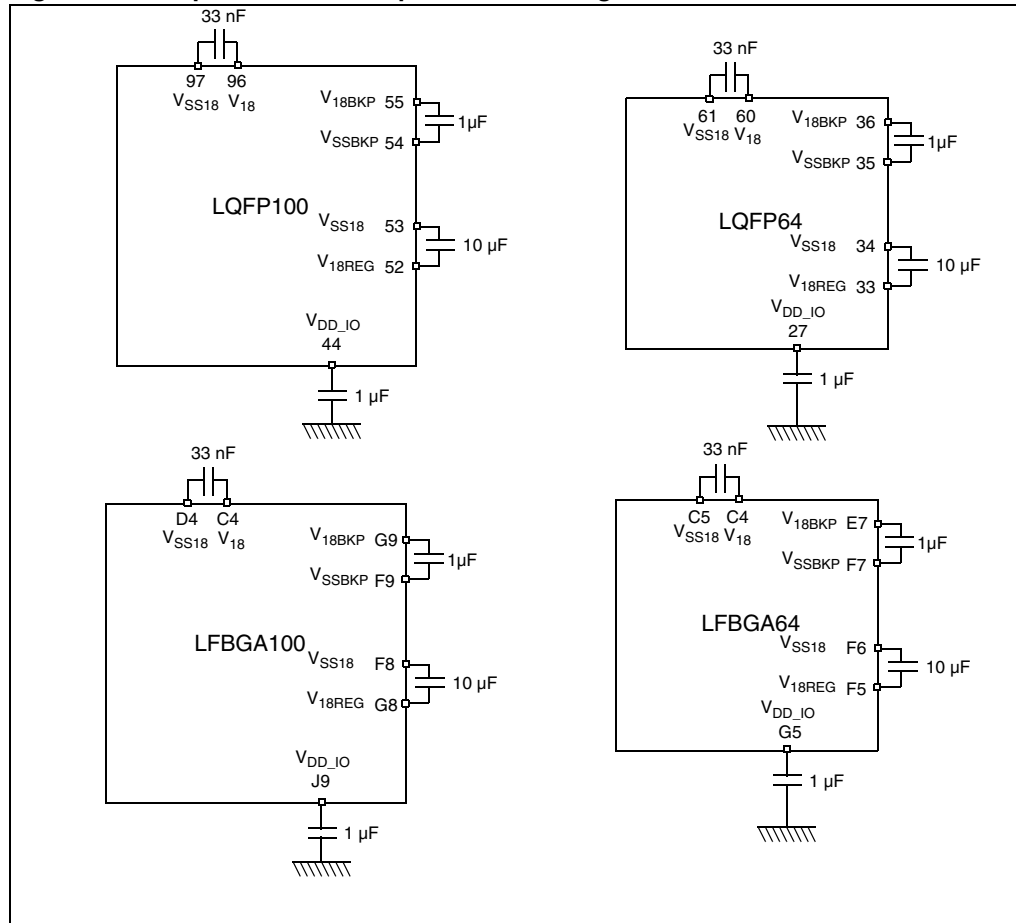 33 nF
97 96
VSS18 V18
V18BKP 55
1µF
VSSBKP 54
LQFP100
VSS18 53
10 µF
V18REG 52
VDD_IO
44
1 µF
33 nF
61 60
VSS18 V18
V18BKP 36
1µF
VSSBKP 35
LQFP64
VSS18 34
10 µF
V18REG 33
VDD_IO
27
1 µF
33 nF
D4 C4
VSS18 V18
V18BKP G9
1µF
VSSBKP F9
LFBGA100
VSS18 F8
10 µF
V18REG G8
VDD_IO
J9
1 µF
33 nF
C5 C4
VSS18 V18
V18BKP E7
1µF
VSSBKP F7
LFBGA64
VSS18 F6
10 µF
V18REG F5
VDD_IO
G5
1 µF